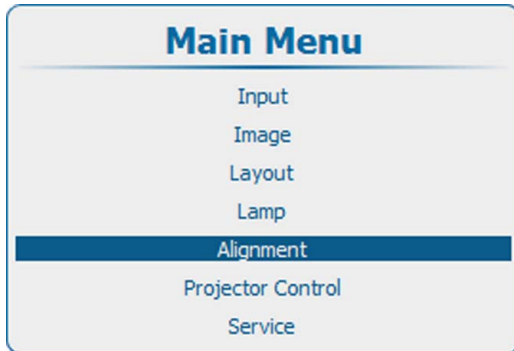 Main Menu
Input
Image
Layout
Lamp
Alignment
Projector Control
Service